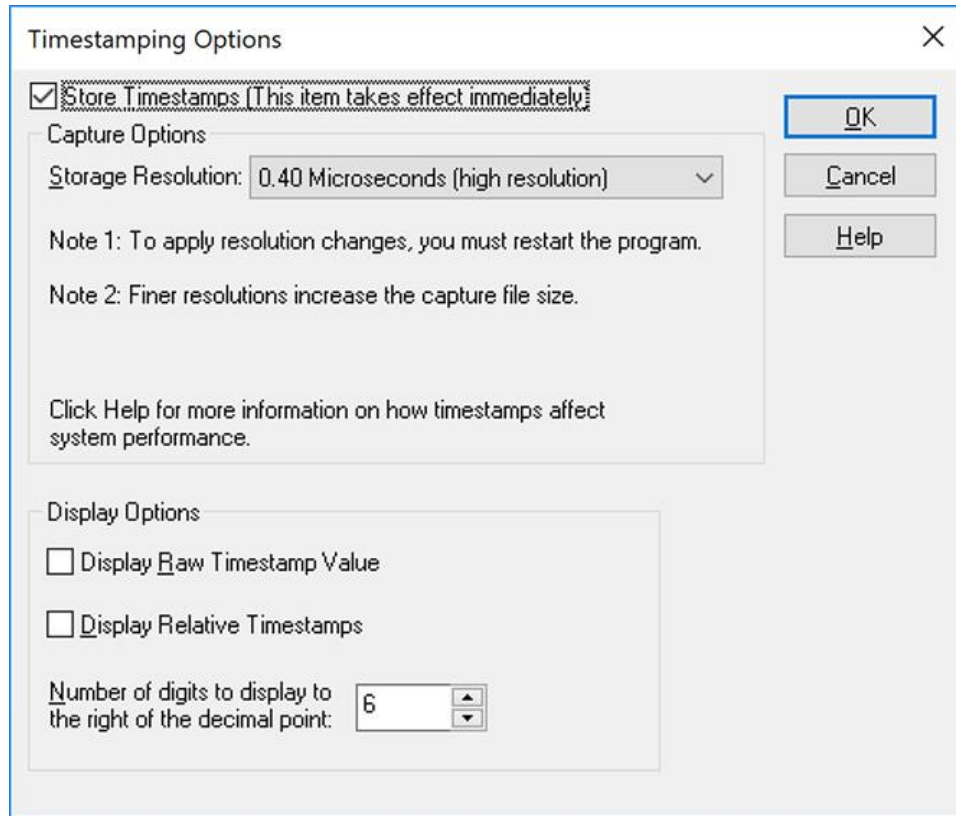 Timestamping Options
Store Timestamps (This item takes effect immediately)
OK
Capture Options
Storage Resolution: 0.40 Microseconds (high resolution)
Cancel
Note 1: To apply resolution changes, you must restart the program.
Help
Note 2: Finer resolutions increase the capture file size.
Click Help for more information on how timestamps affect
system performance.
Display Options
Display Raw Timestamp Value
Display Relative Timestamps
Number of digits to display to
the right of the decimal point: 6